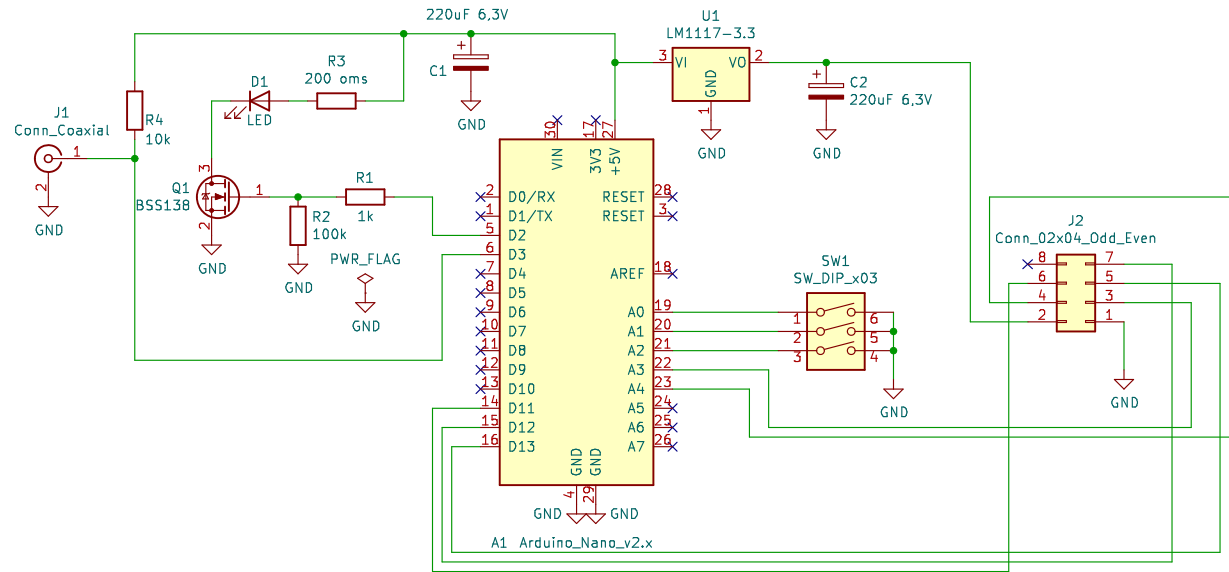 220uF 6,3V
U1
LM1117-3.3
+
C1
GND
3
VI
VO
2
GND
1
GND
+
C2
220uF 6,3V
GND
R3
200 oms
D1
LED
J1
Conn_Coaxial
1
2
GND
R4
10k
3
Q1
BSS138
1
2
GND
R1
1k
R2
100k
GND
PWR_FLAG
GND
30
17
27
VIN
3V3
+5V
2
D0/RX
RESET
28
1
D1/TX
RESET
3
5
D2
6
D3
7
D4
AREF
18
8
D5
9
D6
A0
19
10
D7
A1
20
11
D8
A2
21
12
D9
A3
22
13
D10
A4
23
14
D11
A5
24
15
D12
A6
25
16
D13
A7
26
GND
GND
4
29
GND
GND
A1 Arduino_Nano_v2.x
SW1
SW_DIP_x03
1
6
2
5
3
4
GND
J2
Conn_02x04_Odd_Even
8
7
6
5
4
3
2
1
GND